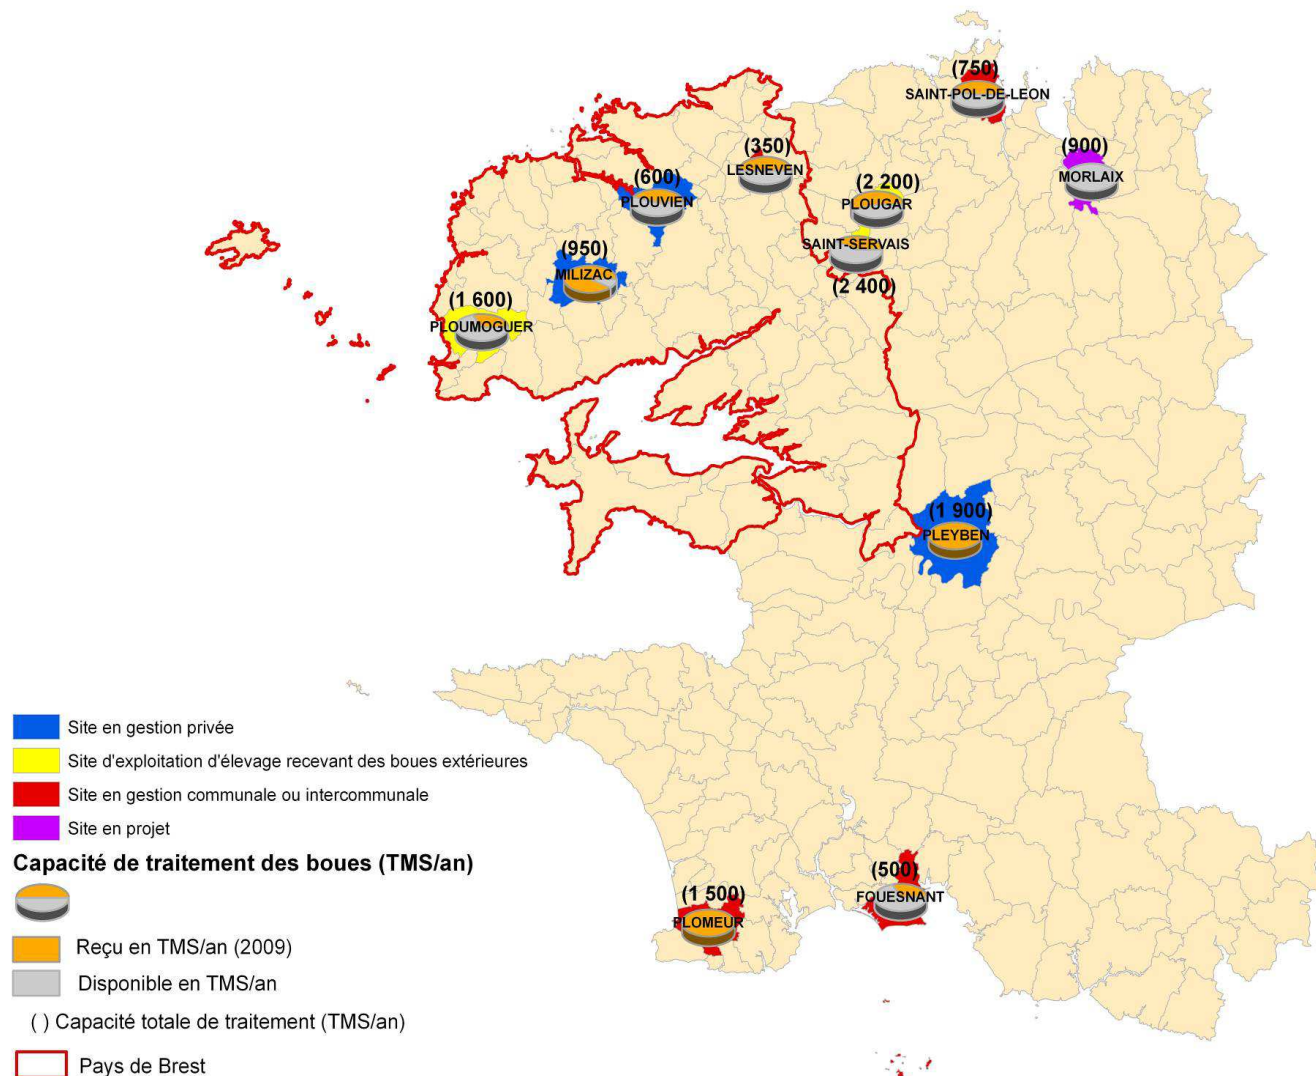 (750)
SAINT-POL-DE-LEON
(350)
LESNEVEN
(900)
MORLAIX
(600)
PLOUVIEN
(2 200)
PLOUGAR
(950)
MILIZAC
SAINT-SERVAIS
(2 400)
(1 600)
PLOUMOGUER
(1 900)
PLEYBEN
(1 500)
PLOMEUR
(500)
FOUESNANT
Site en gestion privée
Site d'exploitation d'élevage recevant des boues extérieures
Site en gestion communale ou intercommunale
Site en projet
Capacité de traitement des boues (TMS/an)
Reçu en TMS/an (2009)
Disponible en TMS/an
( ) Capacité totale de traitement (TMS/an)
Pays de Brest